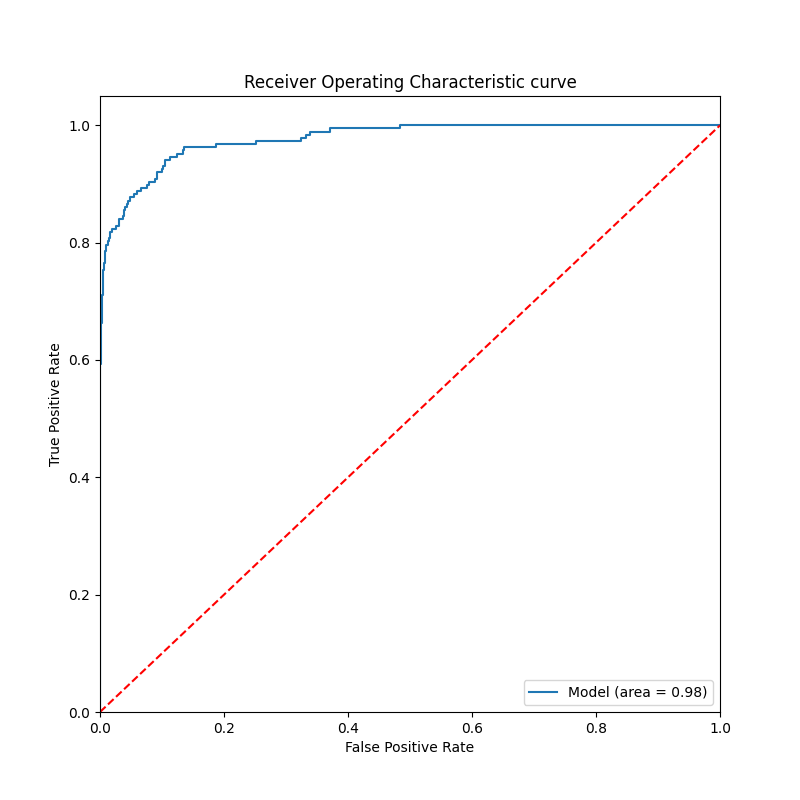 Receiver Operating Characteristic curve
True Positive Rate
1.0
0.8
0.6
0.4
0.2
0.0
Model (area = 0.98)
0.0 0.2 0.4 0.6 0.8 1.0
False Positive Rate